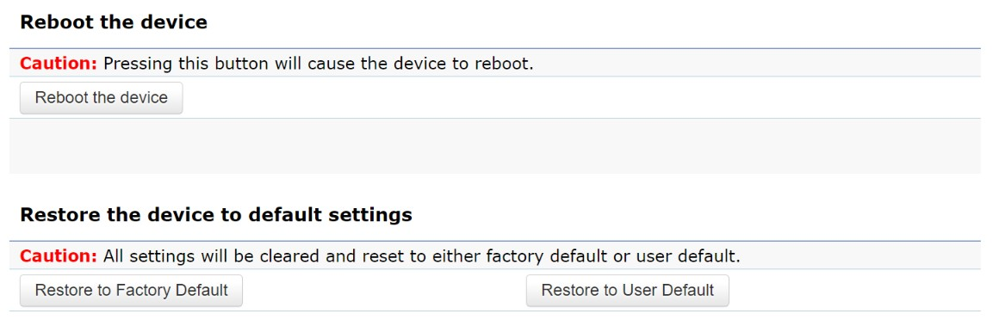 Reboot the device
Caution: Pressing this button will cause the device to reboot.
Reboot the device
Restore the device to default settings
Caution: All settings will be cleared and reset to either factory default or user default.
Restore to Factory Default Restore to User Default